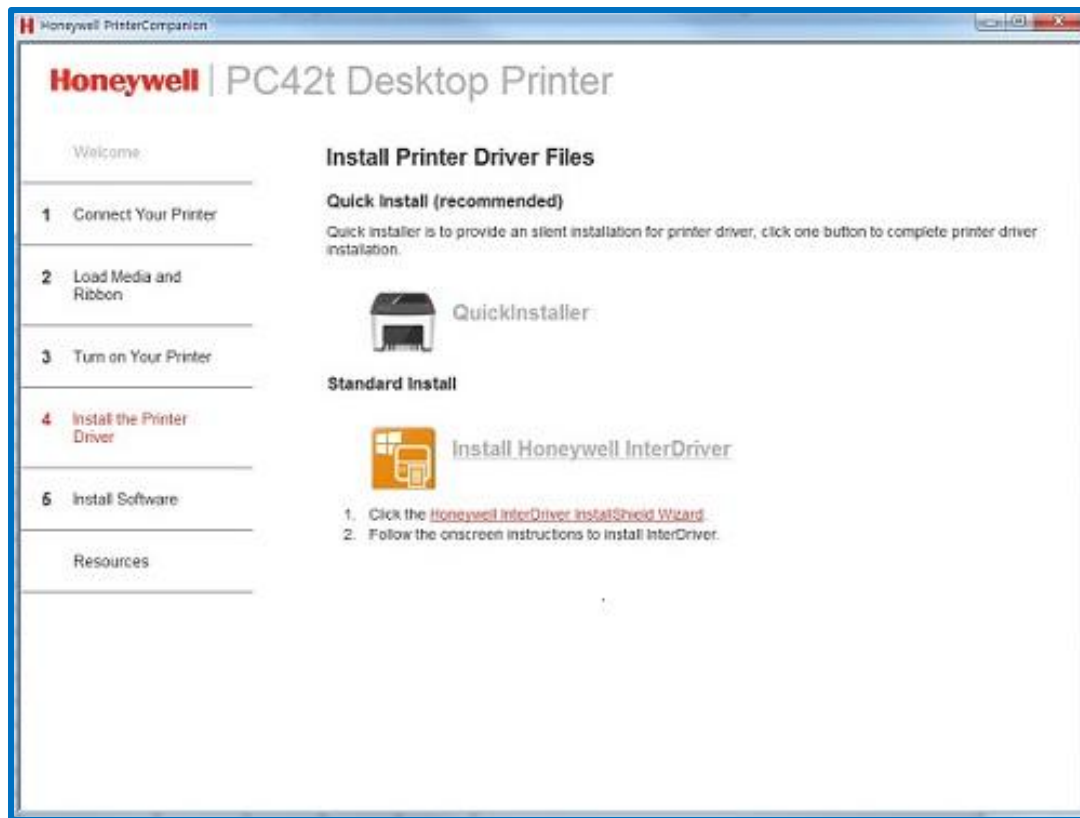 Honeywell PrinterCompanion
Honeywell | PC42t Desktop Printer
Welcome
1 Connect Your Printer
2 Load Media and
Ribbon
3 Turn on Your Printer
4 Install the Printer
Driver
5 Install Software
Resources
Install Printer Driver Files
Quick Install (recommended)
Quick installer is to provide an silent installation for printer driver, click one button to complete printer driver
installation.
QuickInstaller
Standard Install
Install Honeywell InterDriver
1. Click the Honeywell InterDriver InstallShield Wizard.
2. Follow the onscreen instructions to install InterDriver.